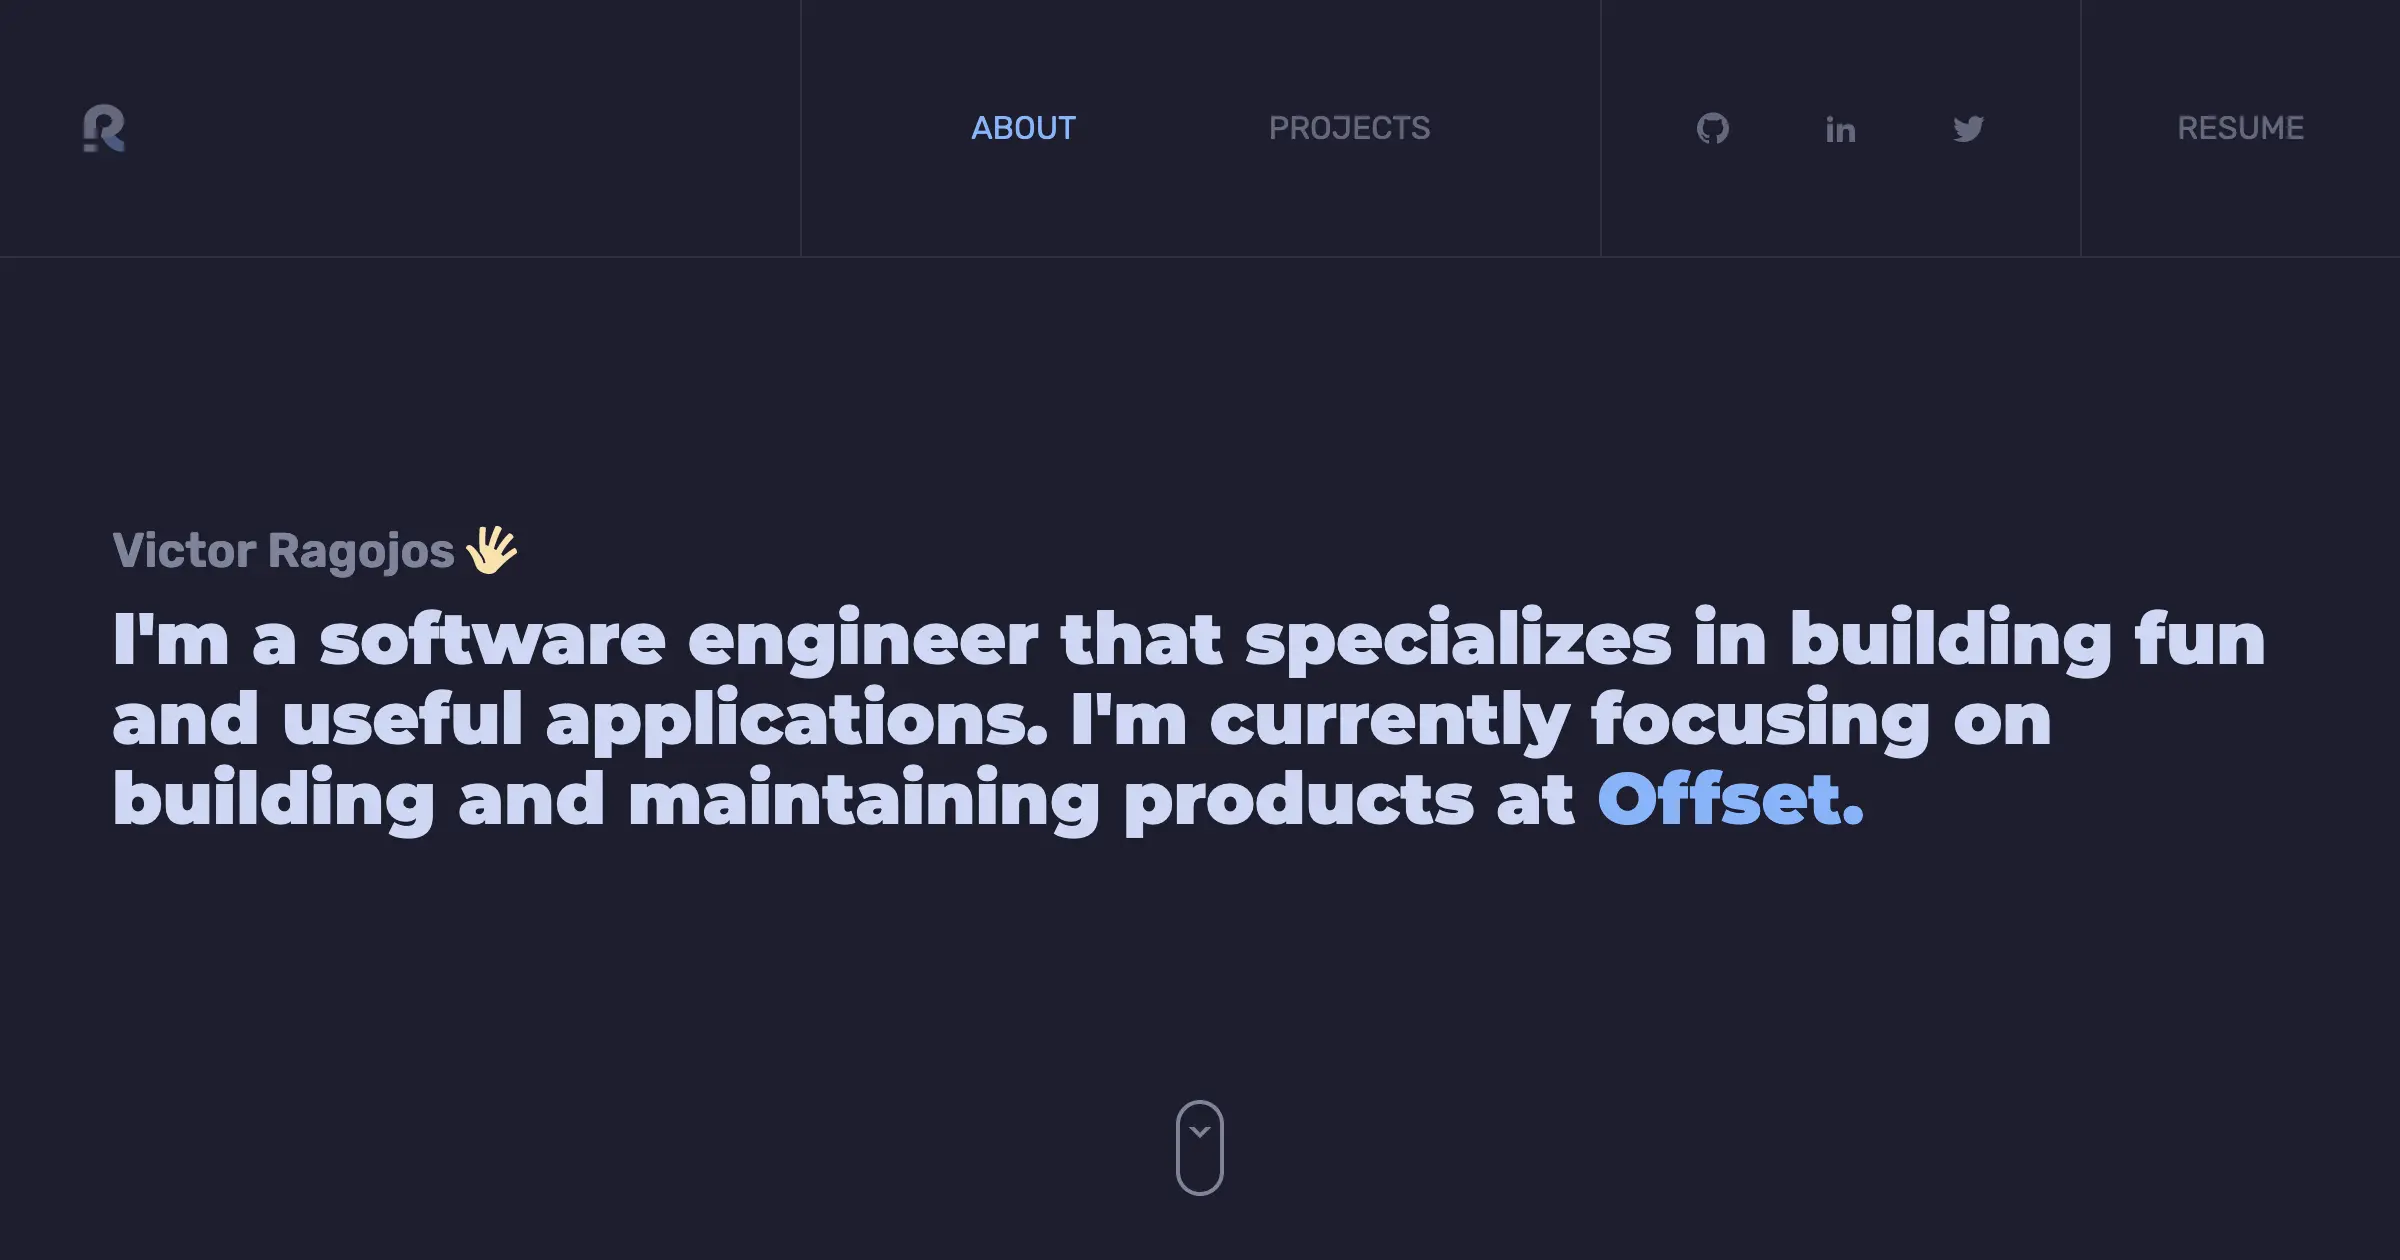 R
ABOUT
PROJECTS
in
RESUME
Victor Ragojos
I'm a software engineer that specializes in building fun
and useful applications. I'm currently focusing on
building and maintaining products at Offset.